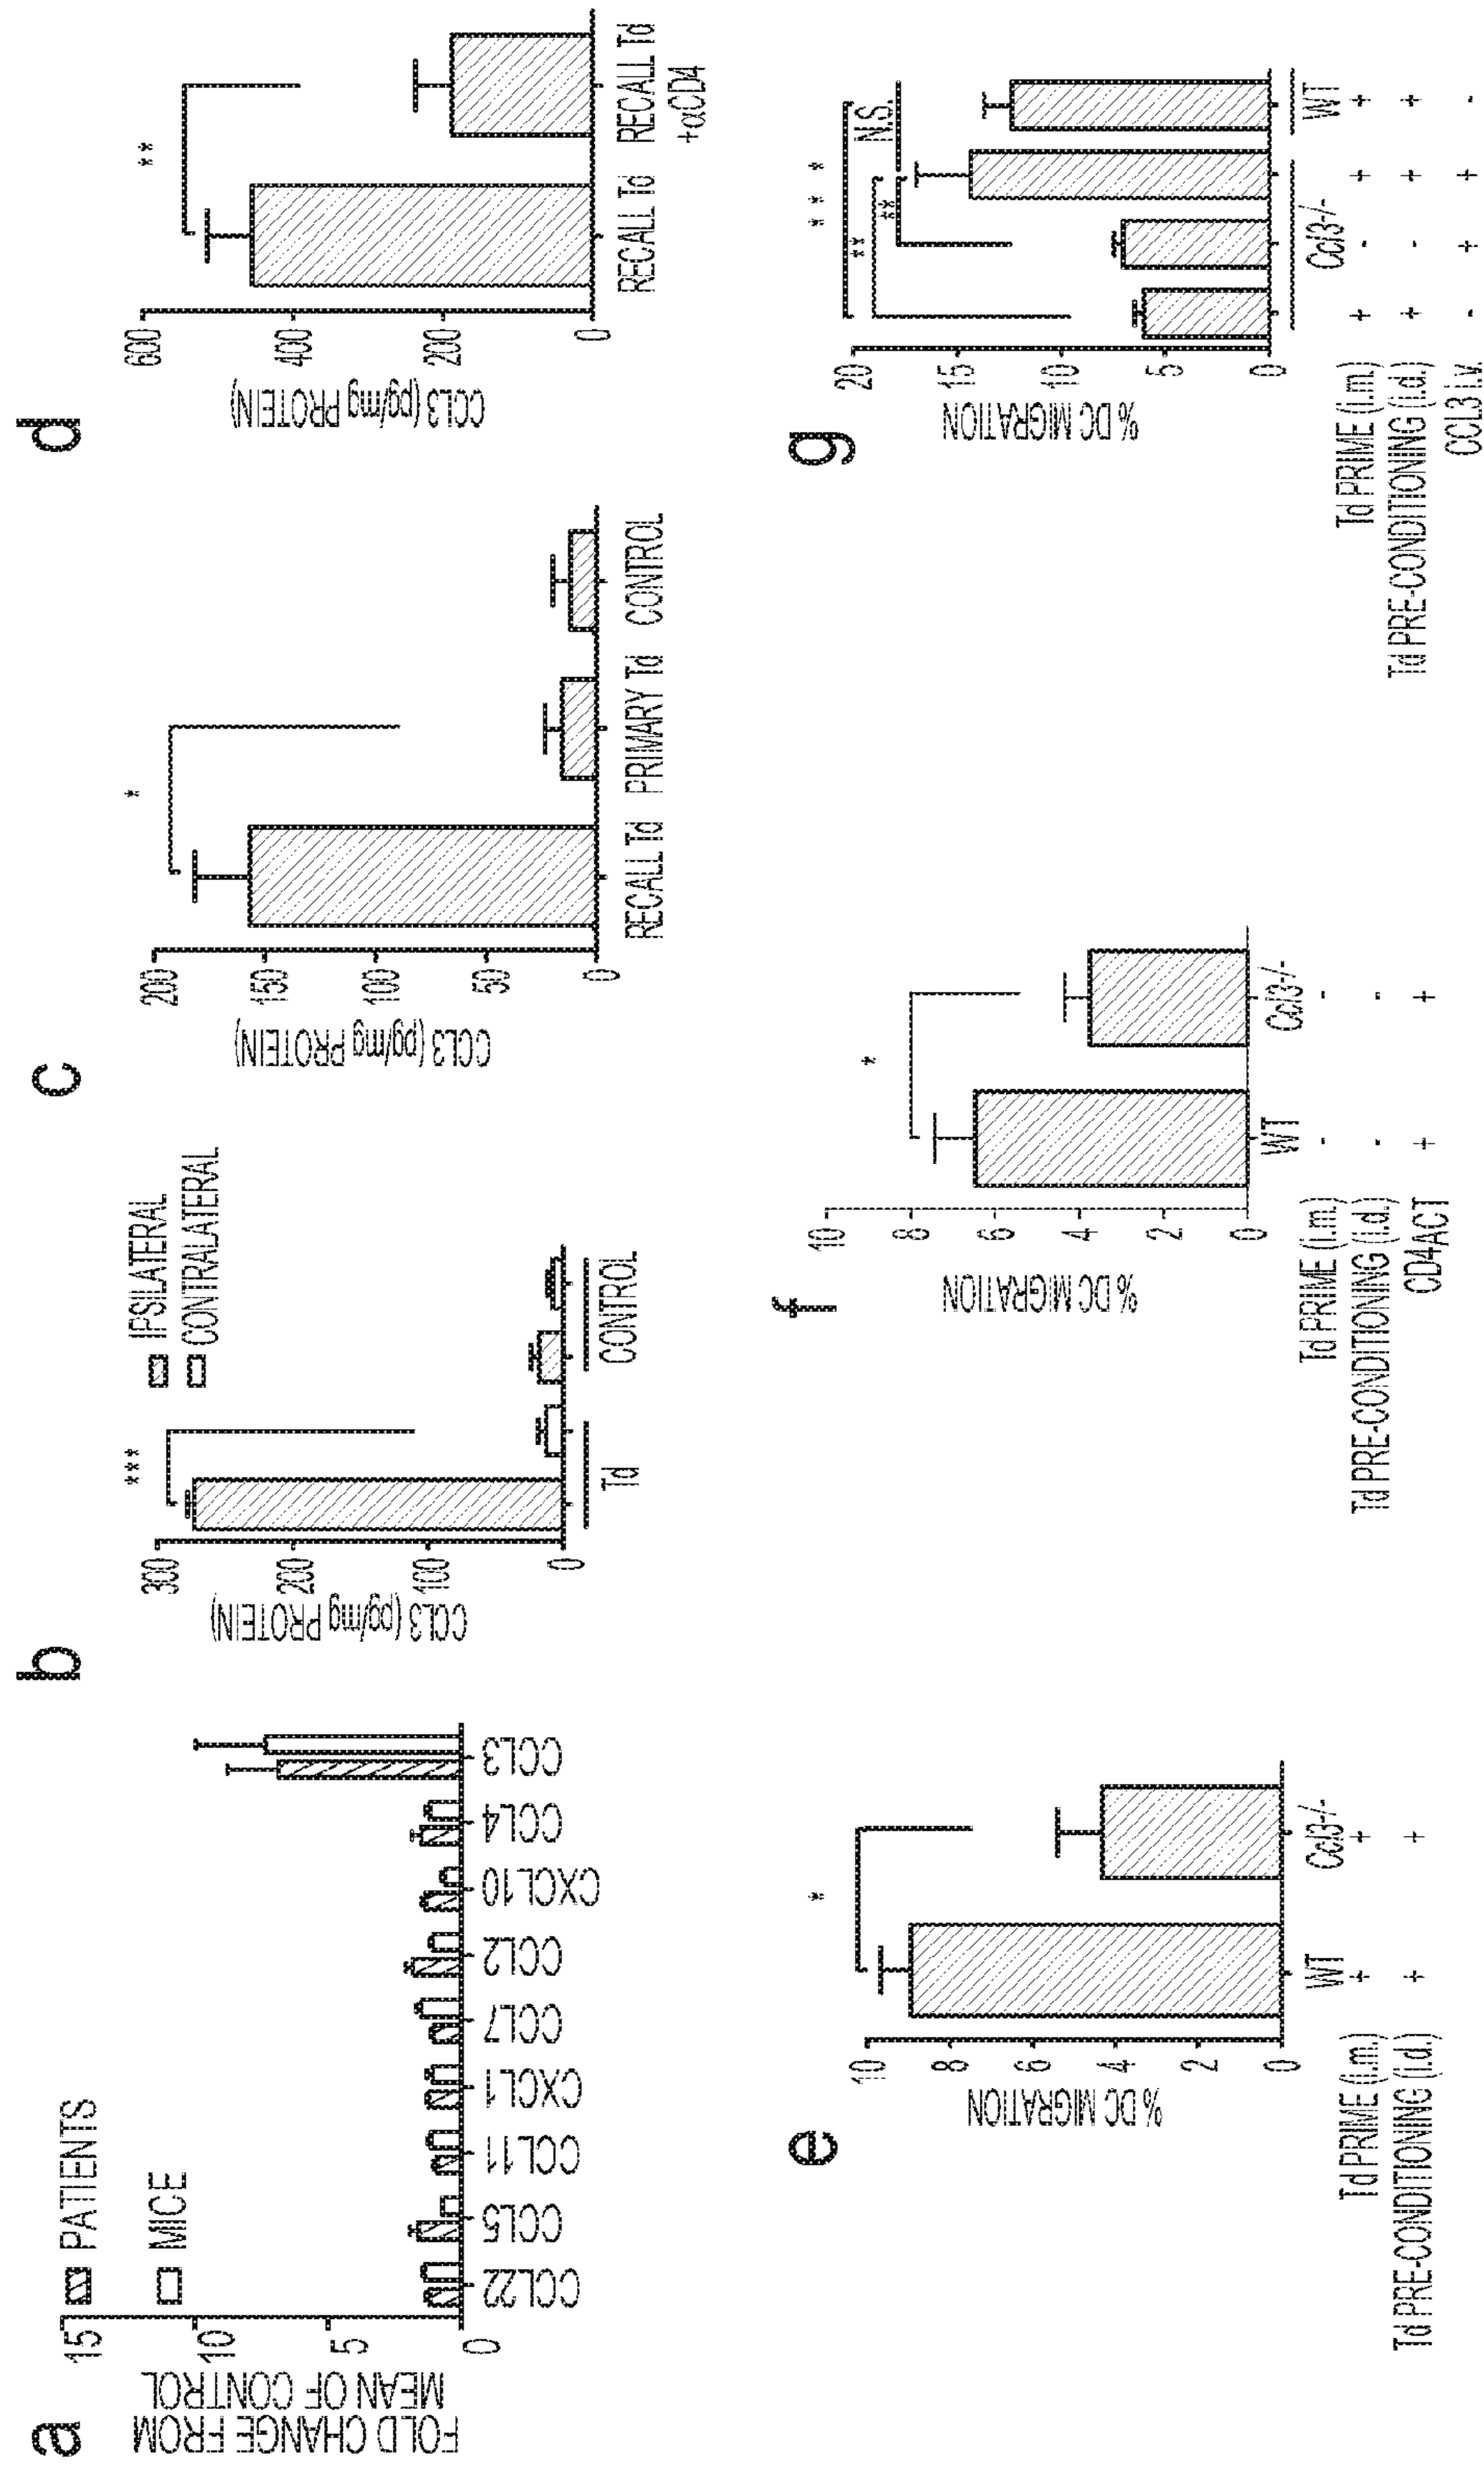 a
FOLD CHANGE FROM
MEAN OF CONTROL
15
10
5
0
PATIENTS
MICE
CCL22
CCL5
CCL11
CXCL1
CCL7
CCL2
CXCL10
CCL4
CCL3
b
CCL3 (pg/mg PROTEIN)
300
200
100
0
IPSILATERAL
CONTRALATERAL
***
Td
CONTROL
c
CCL3 (pg/mg PROTEIN)
200
150
100
50
0
*
RECALL Td
PRIMARY Td
CONTROL
d
CCL3 (pg/mg PROTEIN)
600
400
200
0
**
RECALL Td
RECALL Td
+αCD4
e
% DC MIGRATION
10
8
6
4
2
0
*
WT
Ccl3-/-
Td PRIME (i.m.) + +
Td PRE-CONDITIONING (i.d.) + +
f
% DC MIGRATION
10
8
6
4
2
0
*
WT
Ccl3-/-
Td PRIME (i.m.) - -
Td PRE-CONDITIONING (i.d.) - -
CD4ACT + +
g
% DC MIGRATION
20
15
10
5
0
* * *
**
**
N.S.
Ccl3-/-
WT
Td PRIME (i.m.) + - + +
Td PRE-CONDITIONING (i.d.) + - + +
CCL3 i.v. - + + -